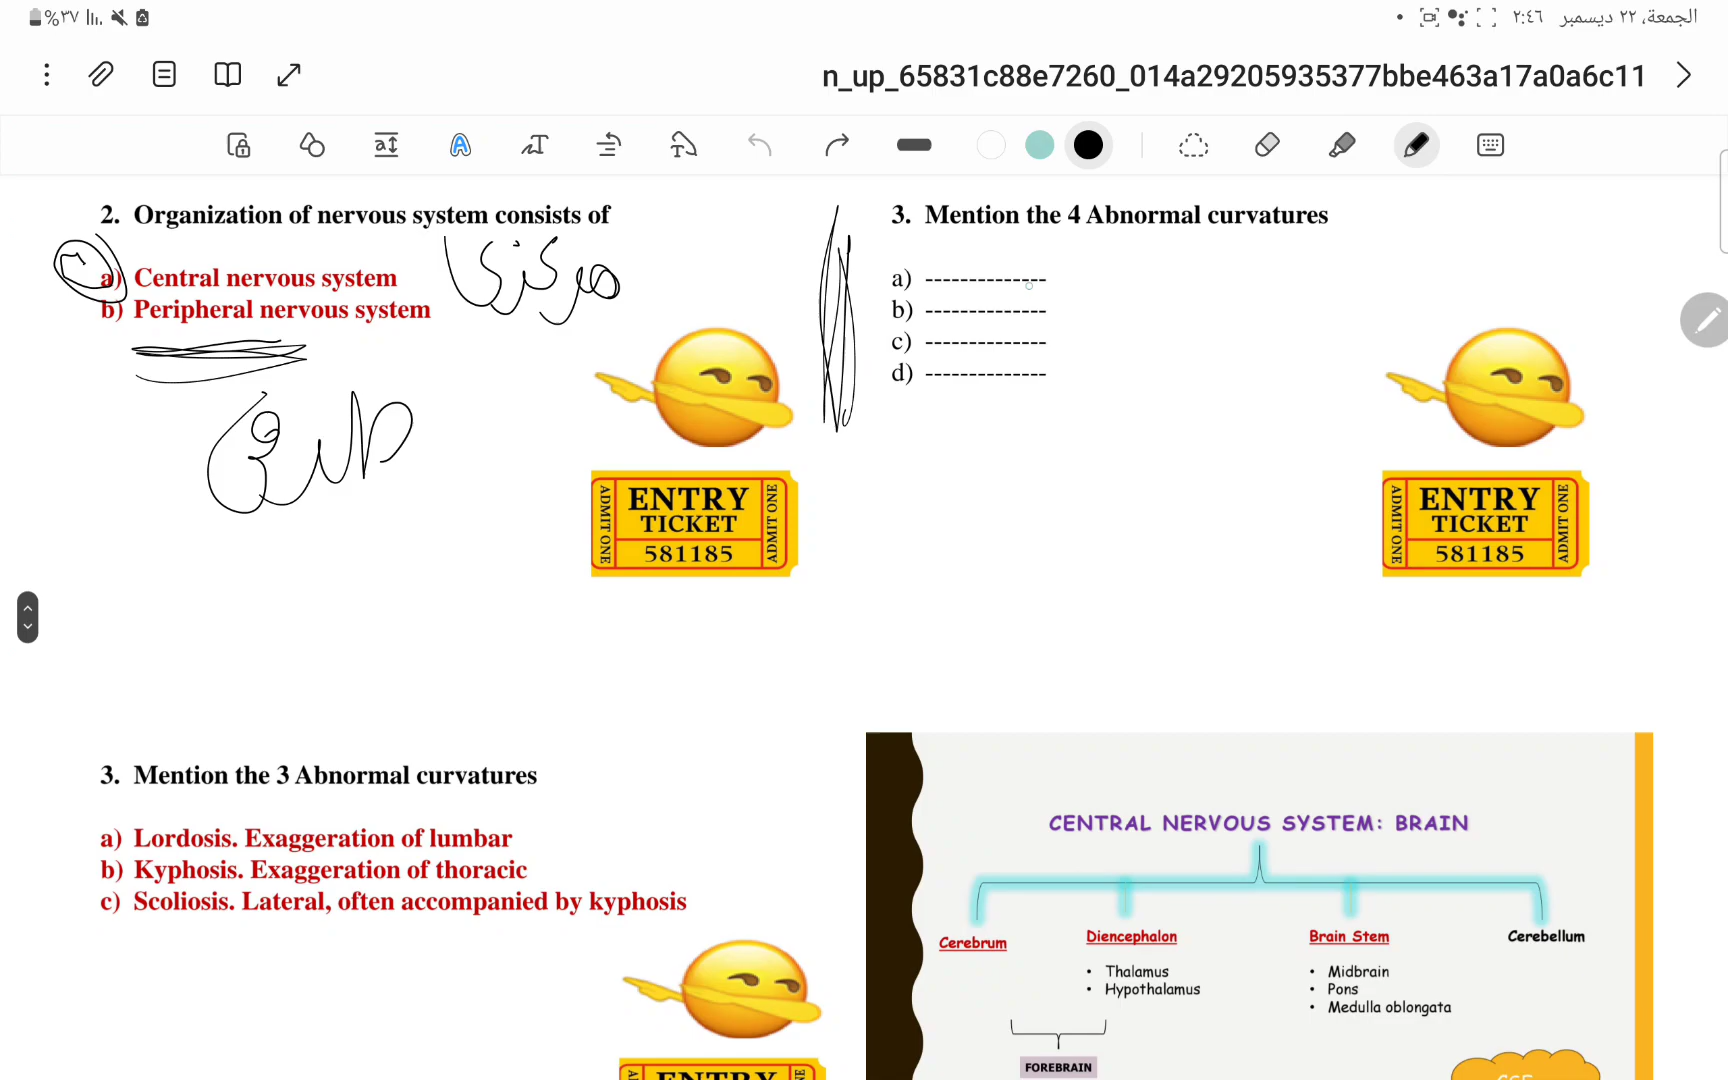 %٣٧
الجمعة، ٢٢ ديسمبر ٢:٤٦
n_up_65831c88e7260_014a29205935377bbe463a17a0a6c11
2. Organization of nervous system consists of
a) Central nervous system
b) Peripheral nervous system
مركزي
ADMIT ONE
ENTRY
TICKET
581185
ADMIT ONE
3. Mention the 4 Abnormal curvatures
a) ---------------
b) ---------------
c) ---------------
d) ---------------
ADMIT ONE
ENTRY
TICKET
581185
ADMIT ONE
3. Mention the 3 Abnormal curvatures
a) Lordosis. Exaggeration of lumbar
b) Kyphosis. Exaggeration of thoracic
c) Scoliosis. Lateral, often accompanied by kyphosis
CENTRAL NERVOUS SYSTEM: BRAIN
Cerebrum
Diencephalon
• Thalamus
• Hypothalamus
Brain Stem
• Midbrain
• Pons
• Medulla oblongata
Cerebellum
FOREBRAIN